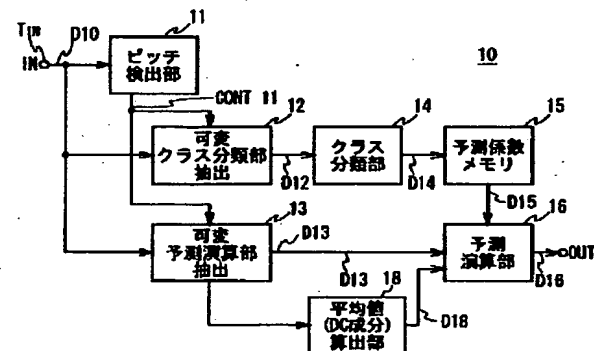 11
TIN
IN
D10
ピッチ
検出部
10
CONT 11
12
14
15
可変
クラス分類部
抽出
クラス
分類部
予測係数
メモリ
D12
D14
D15
13
16
可変
予測演算部
抽出
D13
D13
予測
演算部
OUT
D16
18
平均値
(DC成分)
算出部
D18